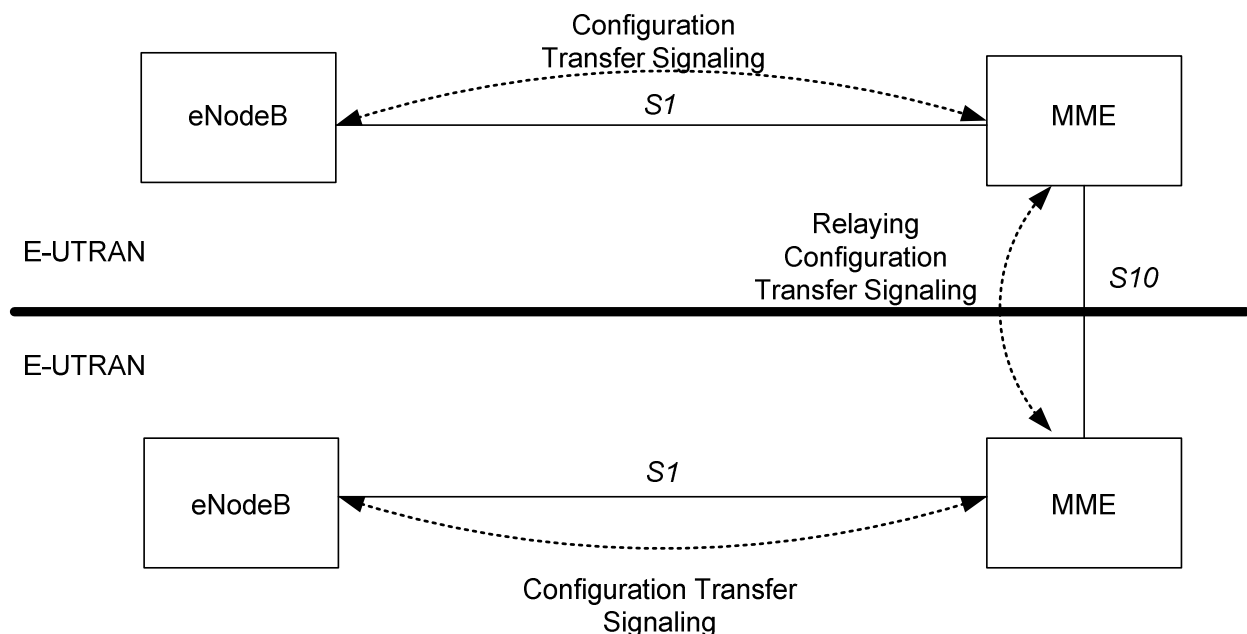 Configuration
Transfer Signaling
eNodeB
S1
MME
Relaying
Configuration
Transfer Signaling
E-UTRAN
S10
E-UTRAN
eNodeB
S1
MME
Configuration Transfer
Signaling